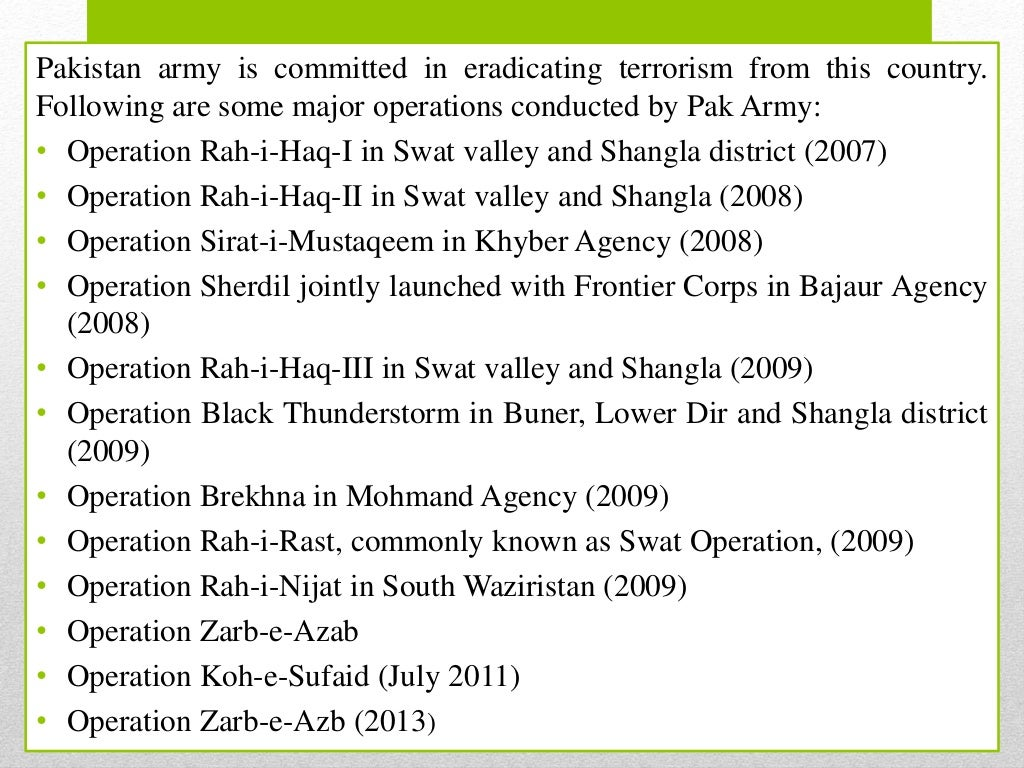 Pakistan army is committed in eradicating terrorism from this country.
Following are some major operations conducted by Pak Army:
• Operation Rah-i-Haq-I in Swat valley and Shangla district (2007)
• Operation Rah-i-Haq-II in Swat valley and Shangla (2008)
• Operation Sirat-i-Mustaqeem in Khyber Agency (2008)
• Operation Sherdil jointly launched with Frontier Corps in Bajaur Agency
(2008)
• Operation Rah-i-Haq-III in Swat valley and Shangla (2009)
• Operation Black Thunderstorm in Buner, Lower Dir and Shangla district
(2009)
• Operation Brekhna in Mohmand Agency (2009)
• Operation Rah-i-Rast, commonly known as Swat Operation, (2009)
• Operation Rah-i-Nijat in South Waziristan (2009)
• Operation Zarb-e-Azab
• Operation Koh-e-Sufaid (July 2011)
• Operation Zarb-e-Azb (2013)